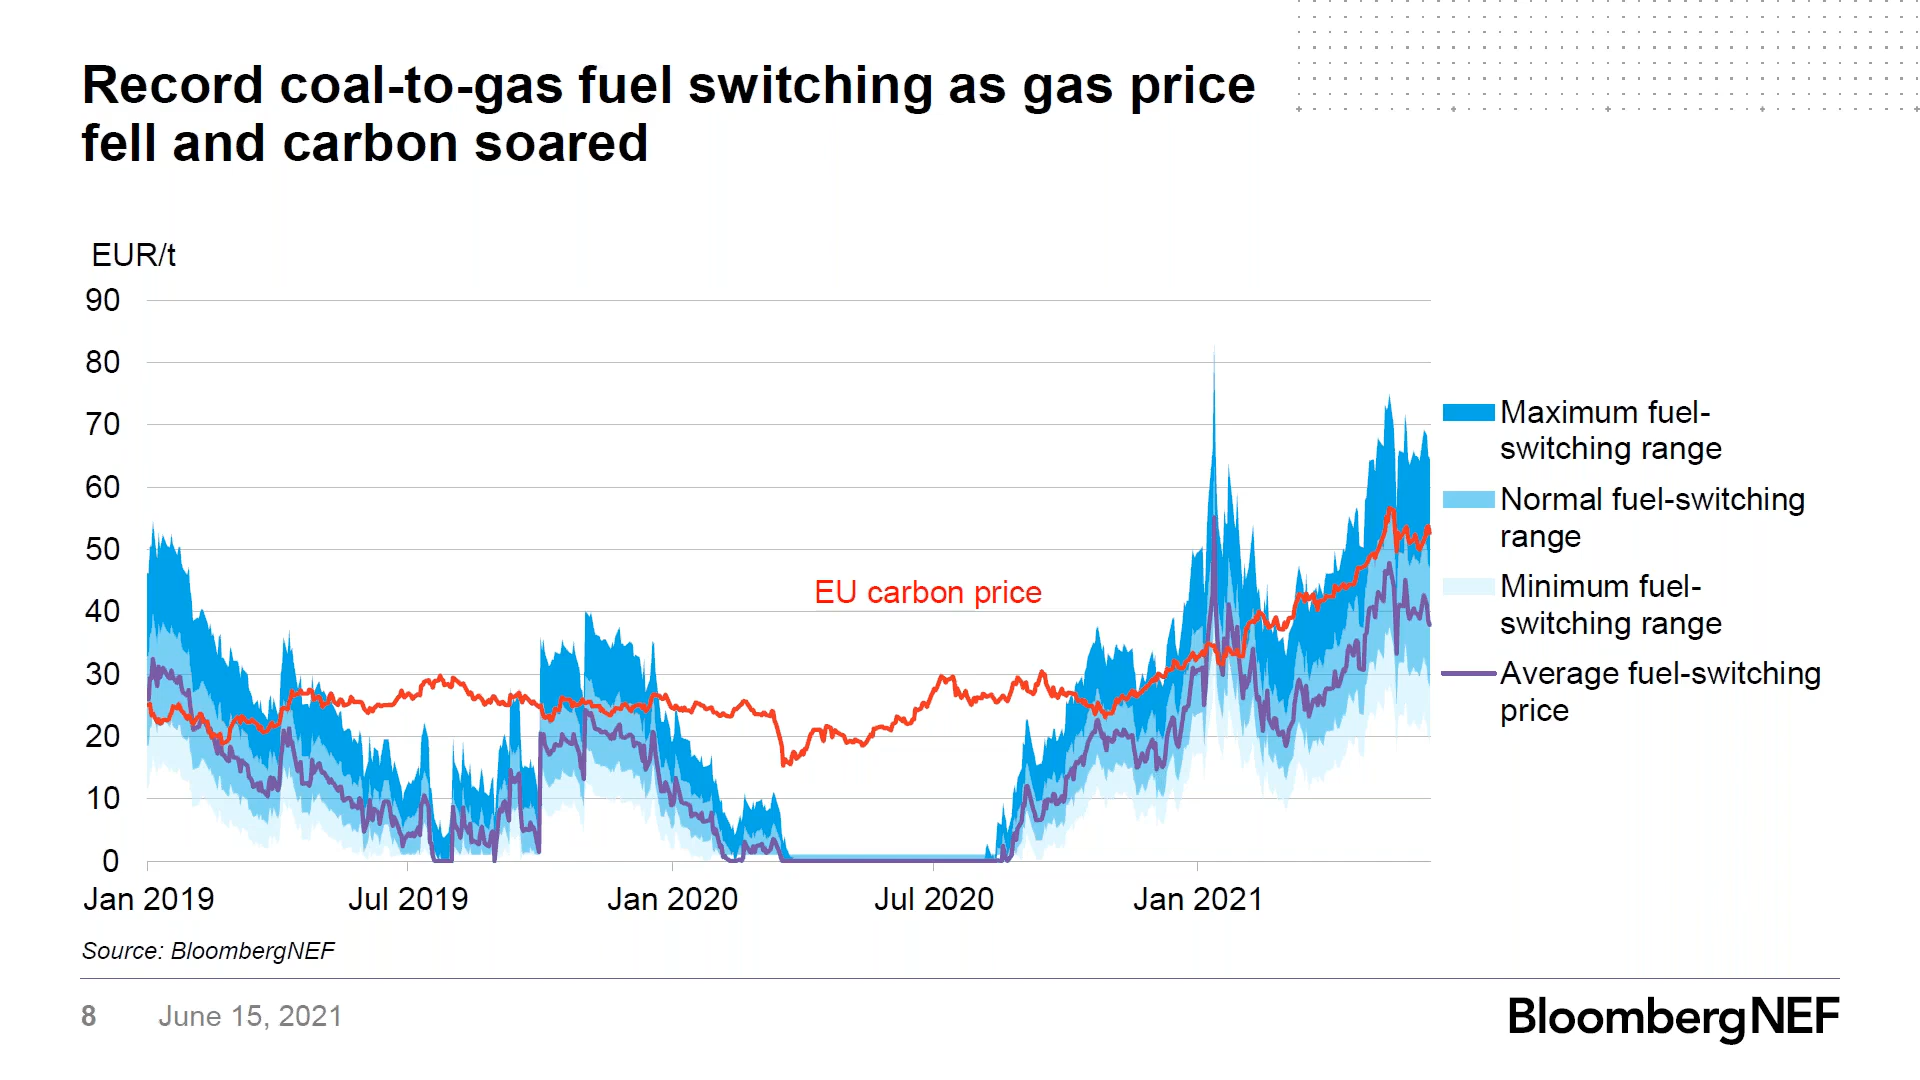 Record coal-to-gas fuel switching as gas price
fell and carbon soared
EUR/t
90
80
70
60
50
40
30
20
10
0
EU carbon price
Jan 2019
Jul 2019
Jan 2020
Jul 2020
Jan 2021
Maximum fuel-
switching range
Normal fuel-switching
range
Minimum fuel-
switching range
Average fuel-switching
price
Source: BloombergNEF
8
June 15, 2021
BloombergNEF